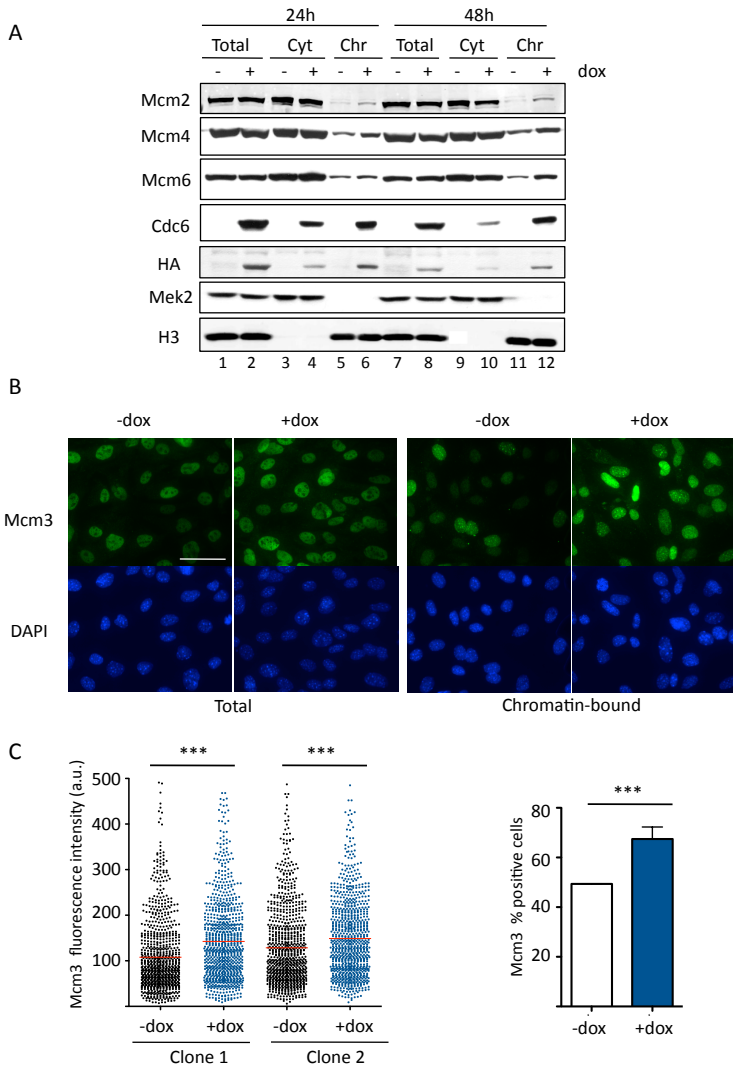 A
24h 48h
Total Cyt Chr Total Cyt Chr
- + - + - + - + - + - + dox
Mcm2
Mcm4
Mcm6
Cdc6
HA
Mek2
H3
1 2 3 4 5 6 7 8 9 10 11 12
B
-dox +dox -dox +dox
Mcm3
DAPI
Total Chromatin-bound
C
*** ***
Mcm3 fluorescence intensity (a.u.)
500
400
300
200
100
-dox +dox -dox +dox
Clone 1 Clone 2
***
Mcm3 % positive cells
80
60
40
20
-dox +dox